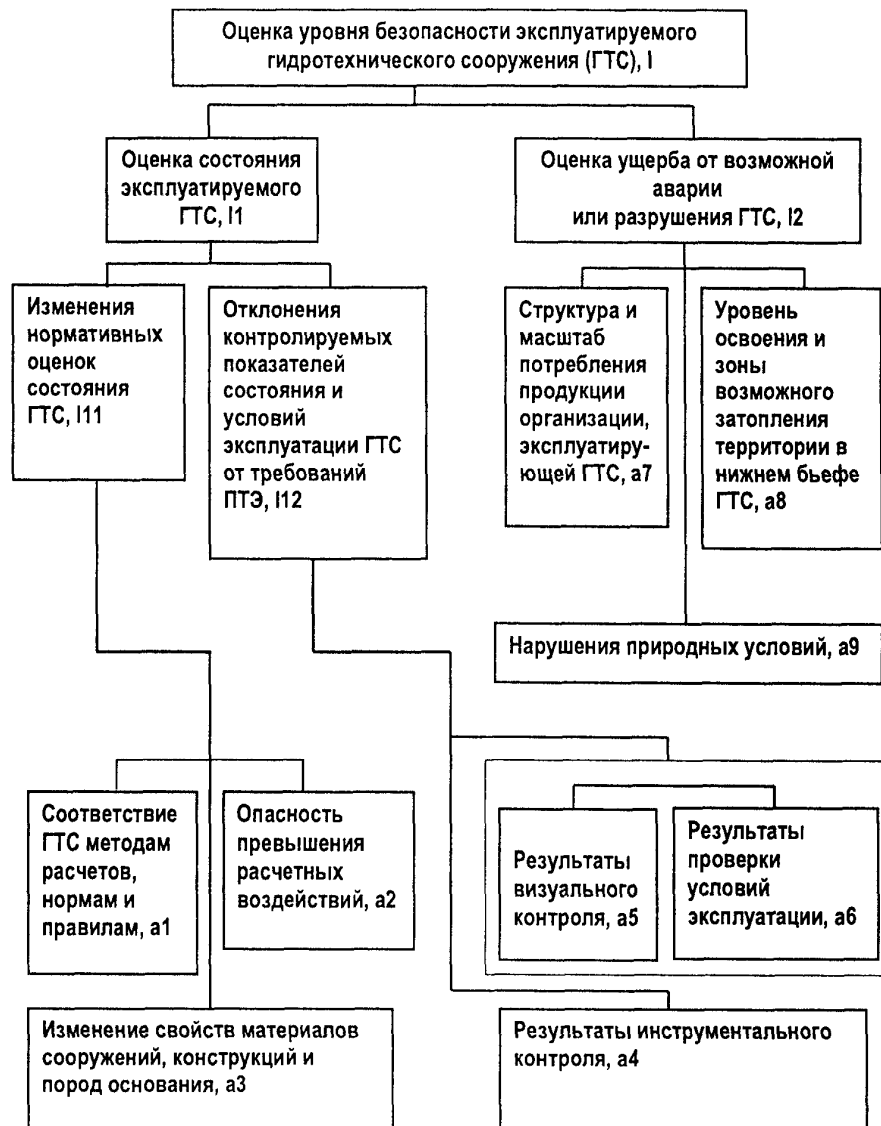 Оценка уровня безопасности эксплуатируемого
гидротехнического сооружения (ГТС), I
Оценка состояния
эксплуатируемого
ГТС, I1
Оценка ущерба от возможной
аварии
или разрушения ГТС, I2
Изменения
нормативных
оценок
состояния
ГТС, I11
Отклонения
контролируемых
показателей
состояния и
условий
эксплуатации ГТС
от требований
ПТЭ, I12
Структура и
масштаб
потребления
продукции
организации,
эксплуатирую-
щей ГТС, а7
Уровень
освоения и
зоны
возможного
затопления
территории в
нижнем бьефе
ГТС, а8
Нарушения природных условий, а9
Соответствие
ГТС методам
расчетов,
нормам и
правилам, а1
Опасность
превышения
расчетных
воздействий, а2
Результаты
визуального
контроля, а5
Результаты
проверки
условий
эксплуатации, а6
Изменение свойств материалов
сооружений, конструкций и
пород основания, а3
Результаты инструментального
контроля, а4